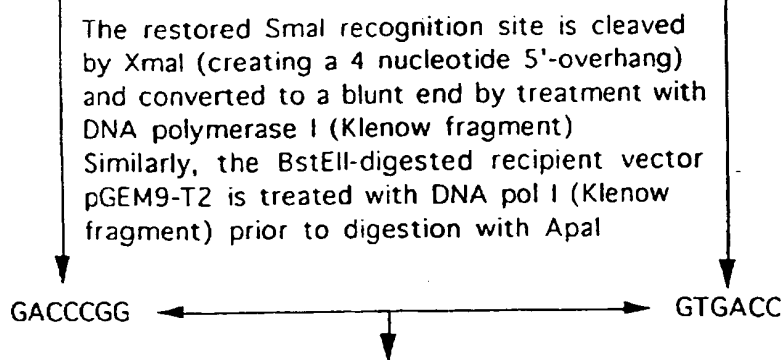 The restored SmaI recognition site is cleaved
by XmaI (creating a 4 nucleotide 5'-overhang)
and converted to a blunt end by treatment with
DNA polymerase I (Klenow fragment)
Similarly, the BstEII-digested recipient vector
pGEM9-T2 is treated with DNA pol I (Klenow
fragment) prior to digestion with ApaI
GACCCGG GTGACC